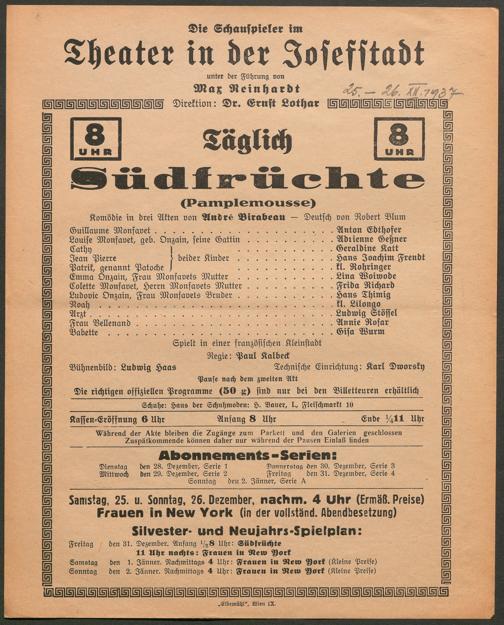 Die Schauspieler im
Theater in der Josefstadt
unter der Führung von
Max Reinhardt
25. – 26. XII. 1937
Direktion: Dr. Ernst Lothar
8 UHR
Täglich
8 UHR
Südfrüchte
(Pamplemousse)
Komödie in drei Akten von André Birabeau — Deutsch von Robert Blum
Guillaume Monsavet . . . Anton Edthofer
Louise Monsavet, geb. Onzain, seine Gattin . . . Adrienne Geßner
Cathy . . . Geraldine Katt
Jean Pierre } beider Kinder . . . Hans Joachim Frendt
Patrik, genannt Patoche . . . kl. Rohringer
Emma Onzain, Frau Monsavets Mutter . . . Lina Woiwode
Colette Monsavet, Herrn Monsavets Mutter . . . Frida Richard
Ludovic Onzain, Frau Monsavets Bruder . . . Hans Thimig
Noah . . . kl. Lilongo
Arzt . . . Ludwig Stössel
Frau Bellenand . . . Annie Rosar
Babette . . . Gisa Wurm
Spielt in einer französischen Kleinstadt
Regie: Paul Kalbeck
Bühnenbild: Ludwig Haas Technische Einrichtung: Karl Dworsky
Pause nach dem zweiten Akt
Die richtigen offiziellen Programme (50 g) sind nur bei den Billetteuren erhältlich
Schuhe: Haus der Schuhmoden: H. Bauer, I., Fleischmarkt 10
Kassen-Eröffnung 6 Uhr Anfang 8 Uhr Ende ¼11 Uhr
Während der Akte bleiben die Zugänge zum Parkett und den Galerien geschlossen
Zuspätkommende können daher nur während der Pausen Einlaß finden
Abonnements-Serien:
Dienstag den 28. Dezember, Serie 1 Donnerstag den 30. Dezember, Serie 3
Mittwoch den 29. Dezember, Serie 2 Freitag den 31. Dezember, Serie 4
Sonntag den 2. Jänner, Serie A
Samstag, 25. u. Sonntag, 26. Dezember, nachm. 4 Uhr (Ermäß. Preise)
Frauen in New York (in der vollständ. Abendbesetzung)
Silvester- und Neujahrs-Spielplan:
Freitag den 31. Dezember, Anfang ½8 Uhr: Südfrüchte
11 Uhr nachts: Frauen in New York
Samstag den 1. Jänner, Nachmittags 4 Uhr: Frauen in New York (Kleine Preise)
Sonntag den 2. Jänner, Nachmittags 4 Uhr: Frauen in New York (Kleine Preise)
„Elbemühl", Wien IX.